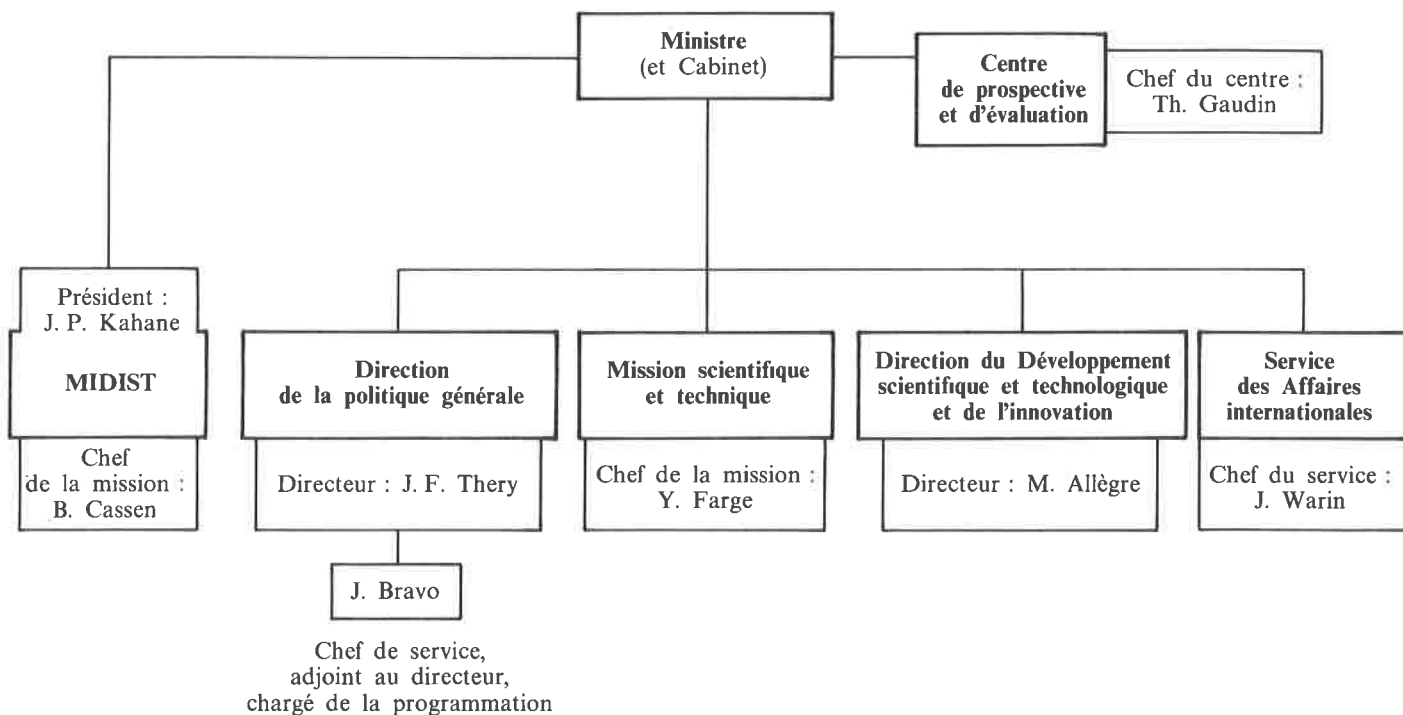 Ministre
(et Cabinet)
Centre
de prospective
et d'évaluation
Chef du centre :
Th. Gaudin
Président :
J. P. Kahane
MIDIST
Chef
de la mission :
B. Cassen
Direction
de la politique générale
Directeur : J. F. Thery
J. Bravo
Chef de service,
adjoint au directeur,
chargé de la programmation
Mission scientifique
et technique
Chef de la mission :
Y. Farge
Direction du Développement
scientifique et technologique
et de l'innovation
Directeur : M. Allègre
Service
des Affaires
internationales
Chef du service :
J. Warin